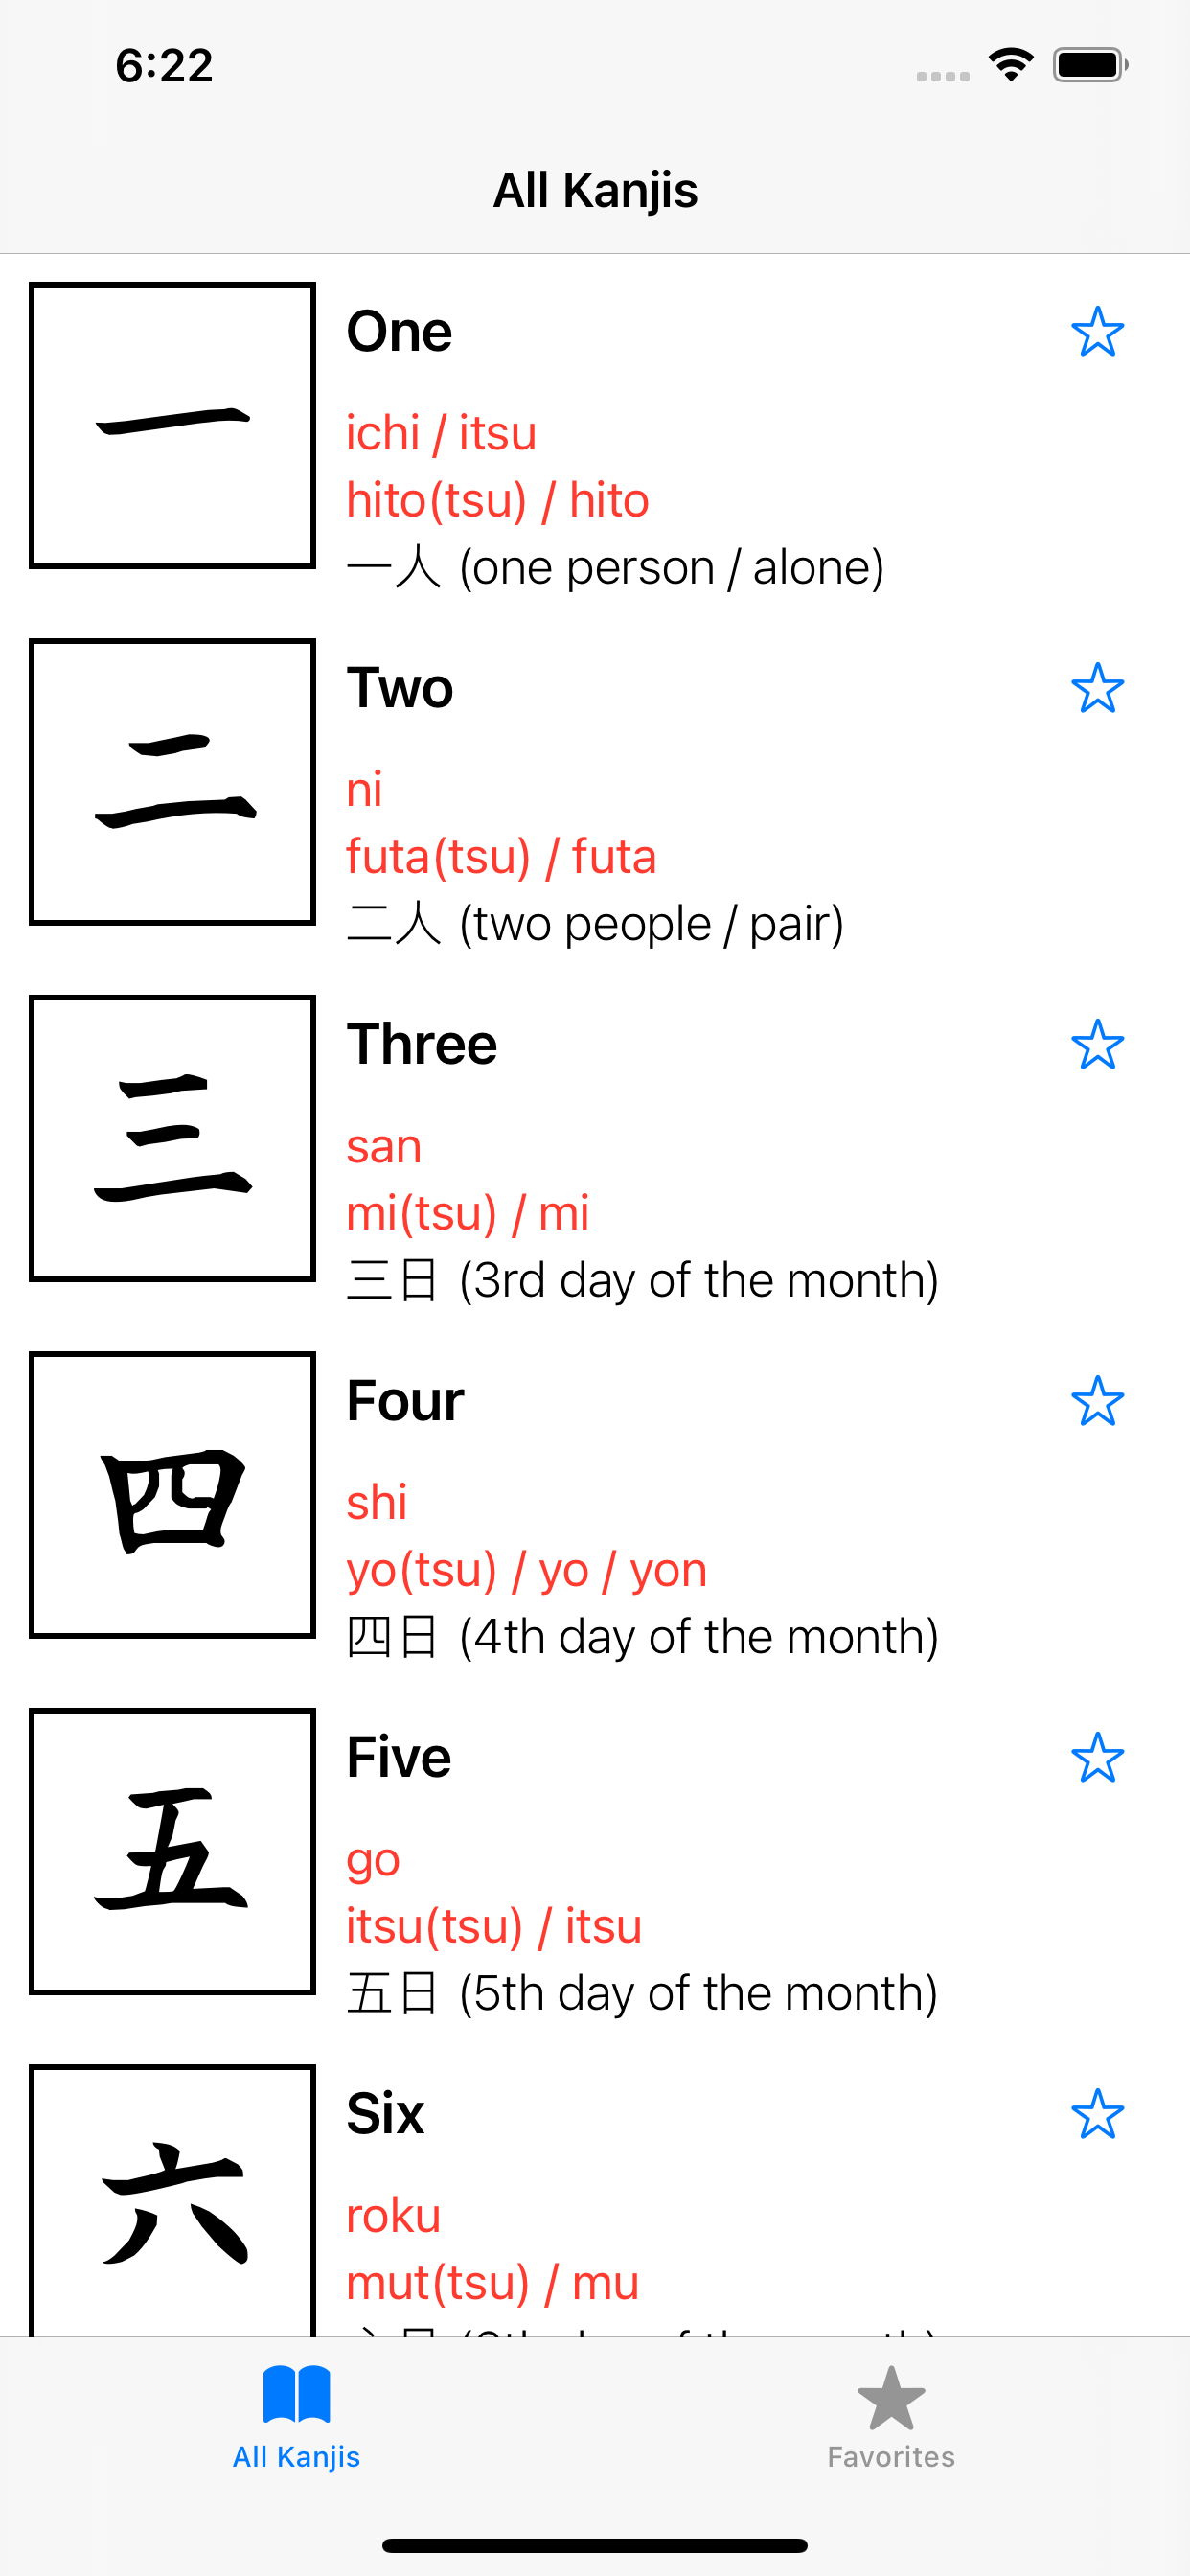 6:22
All Kanjis
一
One
ichi / itsu
hito(tsu) / hito
一人 (one person / alone)
二
Two
ni
futa(tsu) / futa
二人 (two people / pair)
三
Three
san
mi(tsu) / mi
三日 (3rd day of the month)
四
Four
shi
yo(tsu) / yo / yon
四日 (4th day of the month)
五
Five
go
itsu(tsu) / itsu
五日 (5th day of the month)
六
Six
roku
mut(tsu) / mu
All Kanjis
Favorites